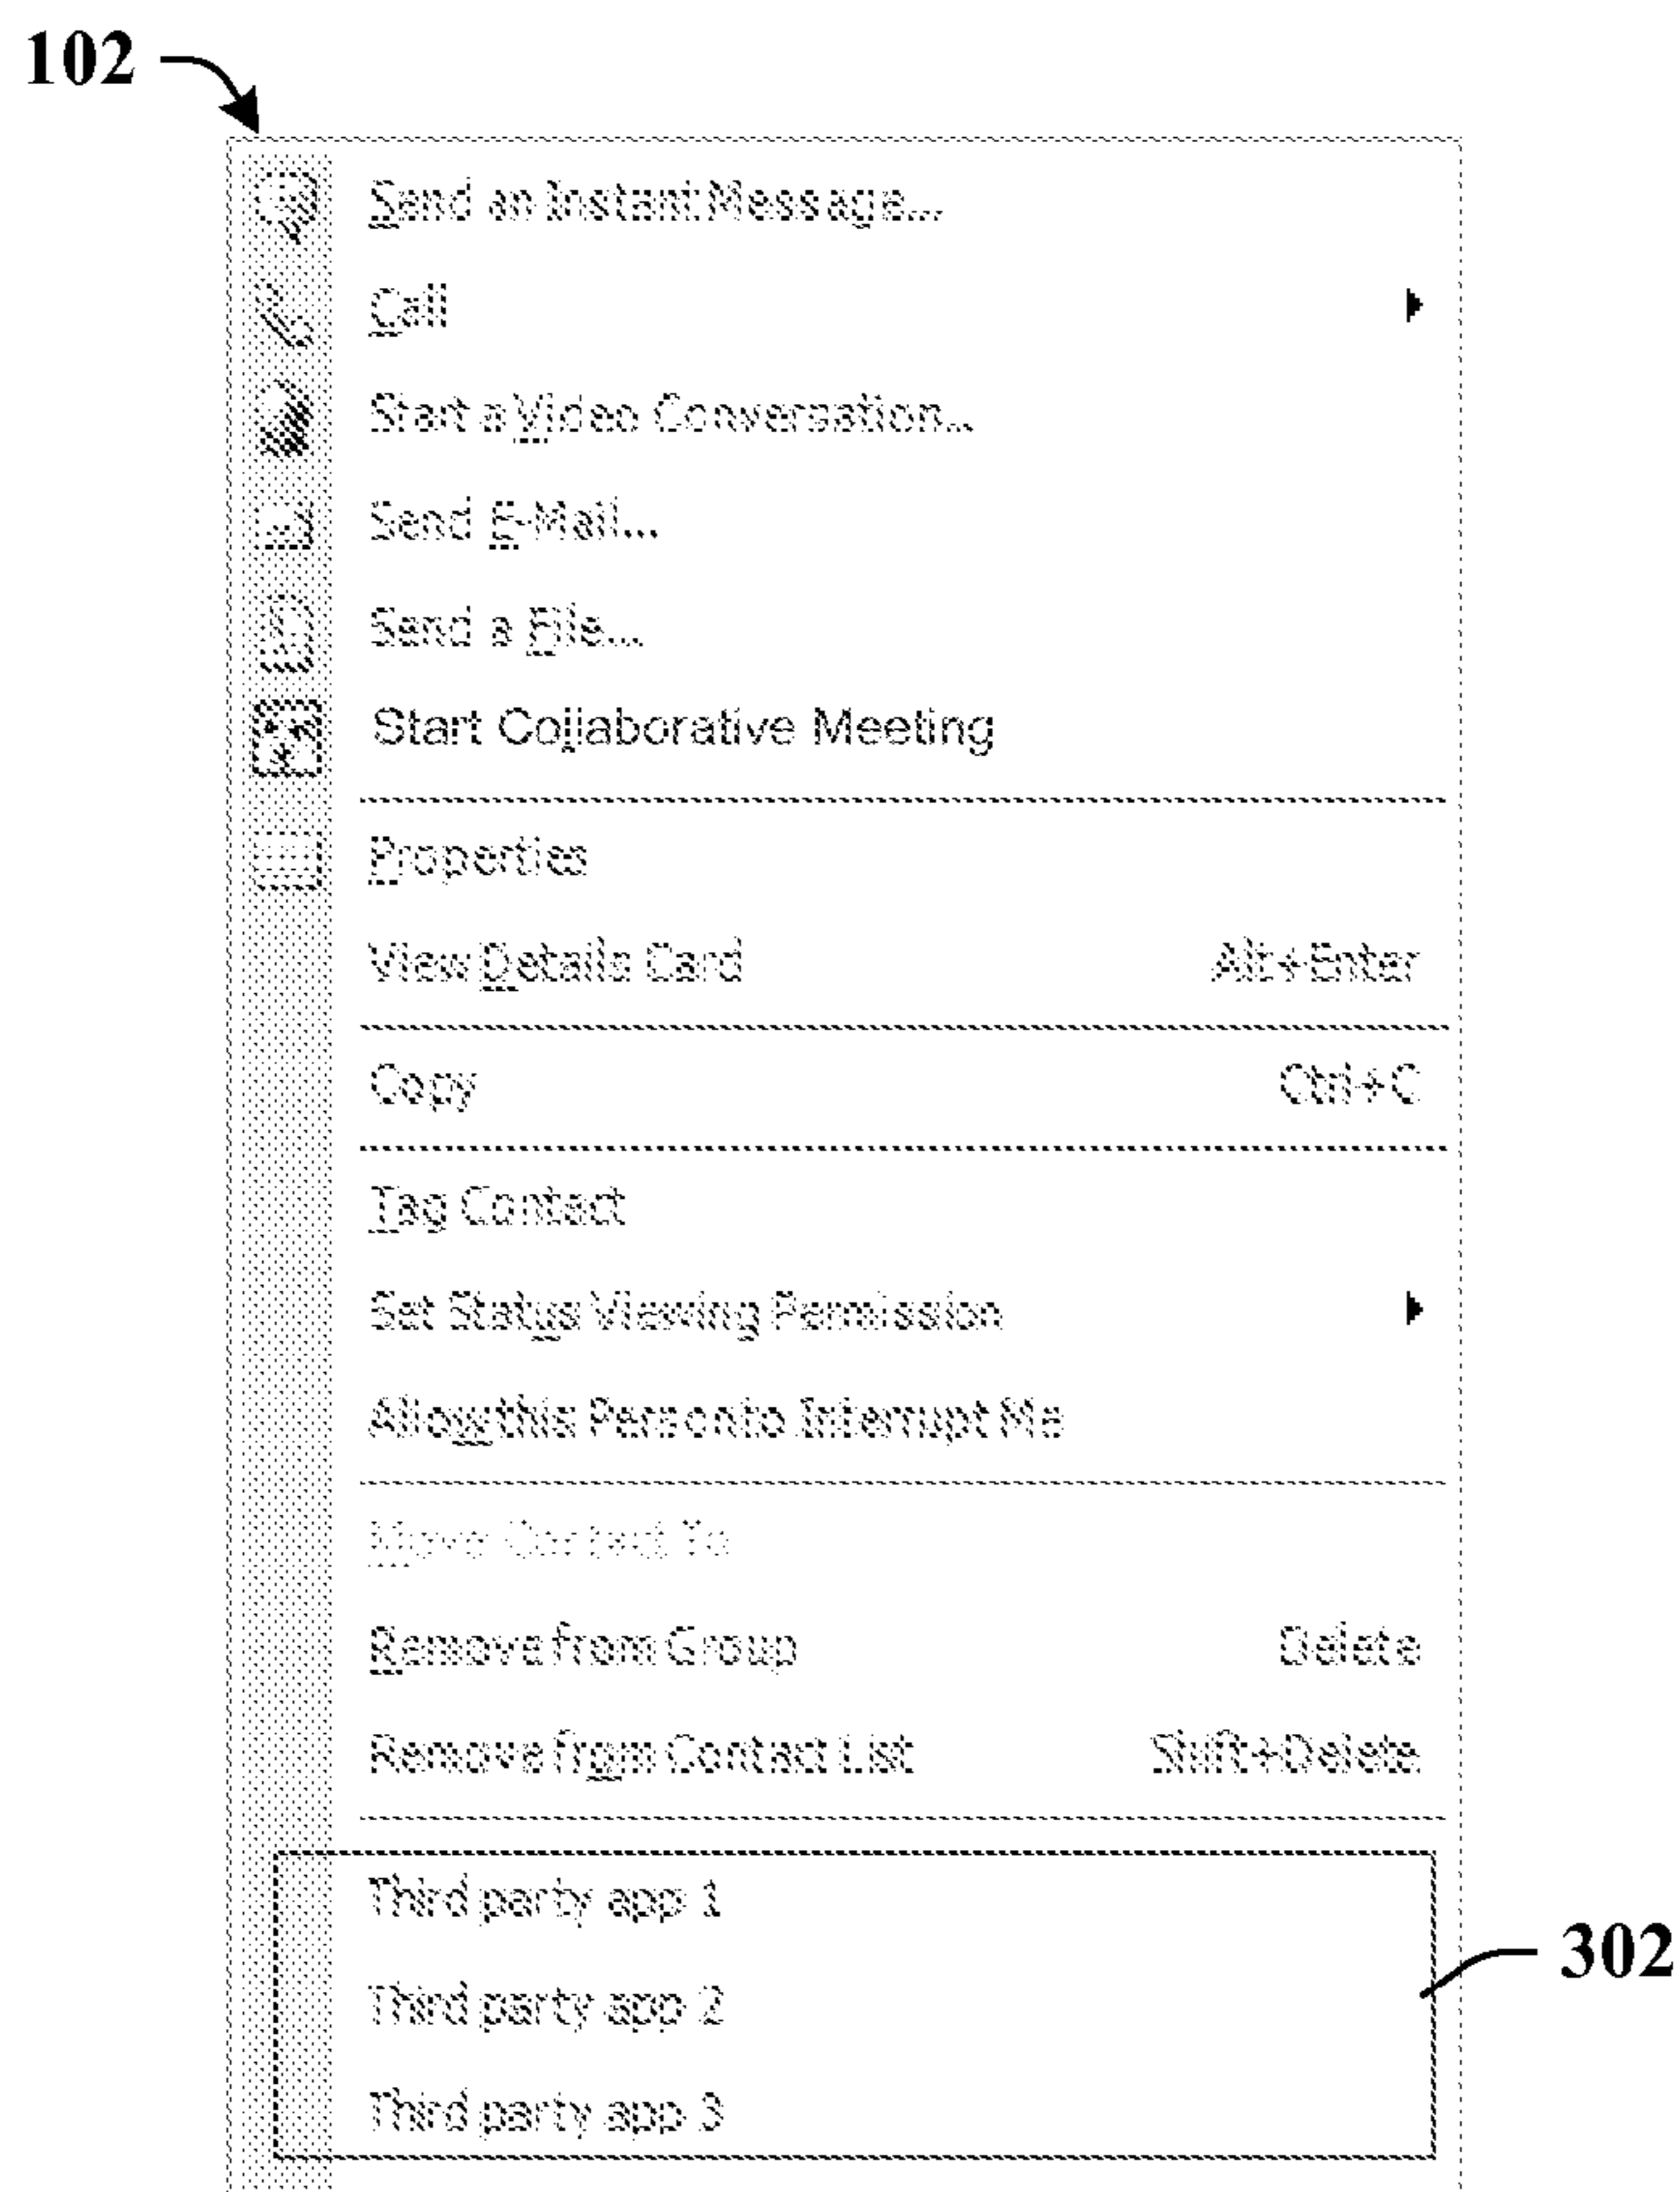 102
Send an Instant Message...
Call
Start a Video Conversation...
Send E-Mail...
Send a File...
Start Collaborative Meeting
Properties
View Details Card Alt+Enter
Copy Ctrl+C
Tag Contact
Set Status Viewing Permission
Allow this Person to Interrupt Me
Move Contact To
Remove from Group Delete
Remove from Contact List Shift+Delete
Third party app 1
Third party app 2
Third party app 3
302